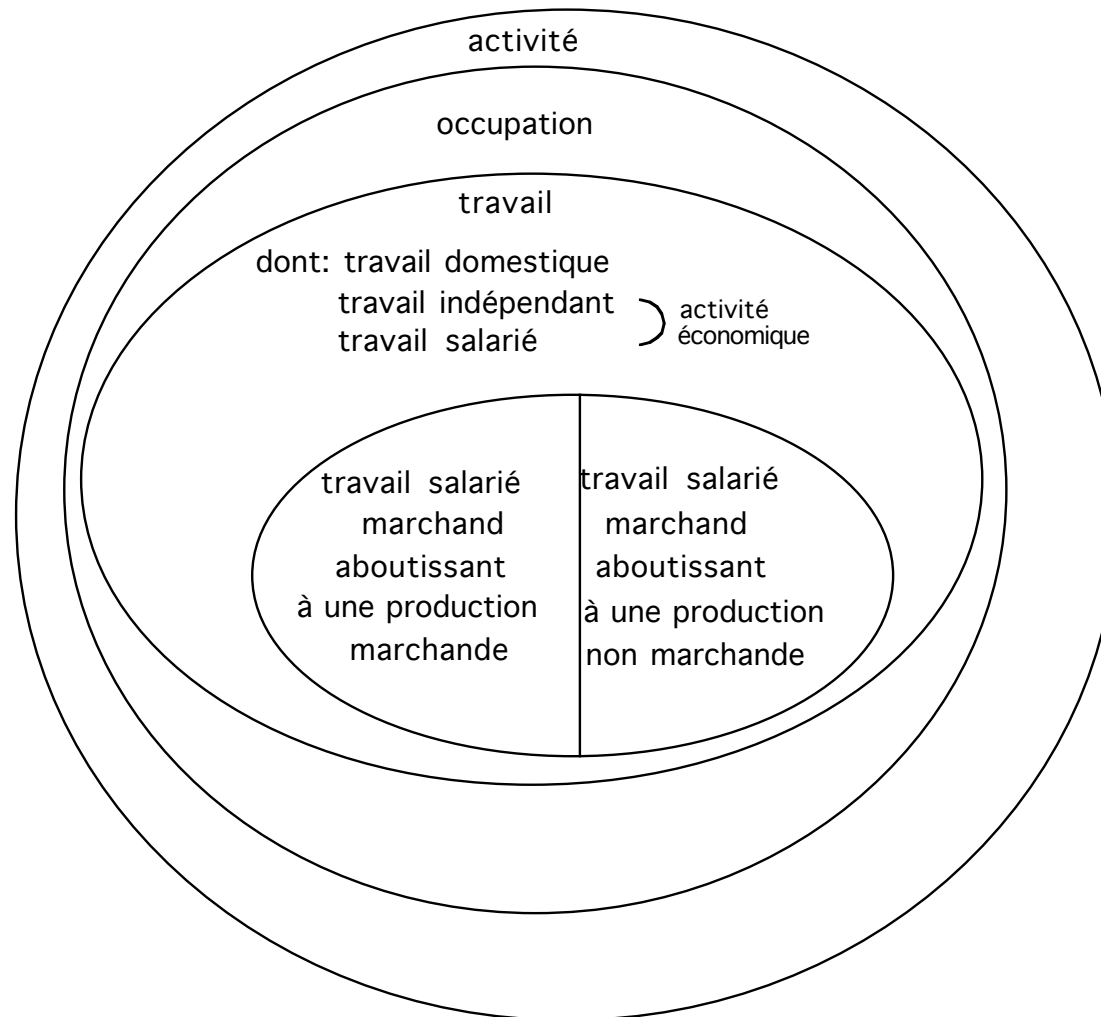 activité
occupation
travail
dont: travail domestique
travail indépendant
travail salarié
activité
économique
travail salarié
marchand
aboutissant
à une production
marchande
travail salarié
marchand
aboutissant
à une production
non marchande